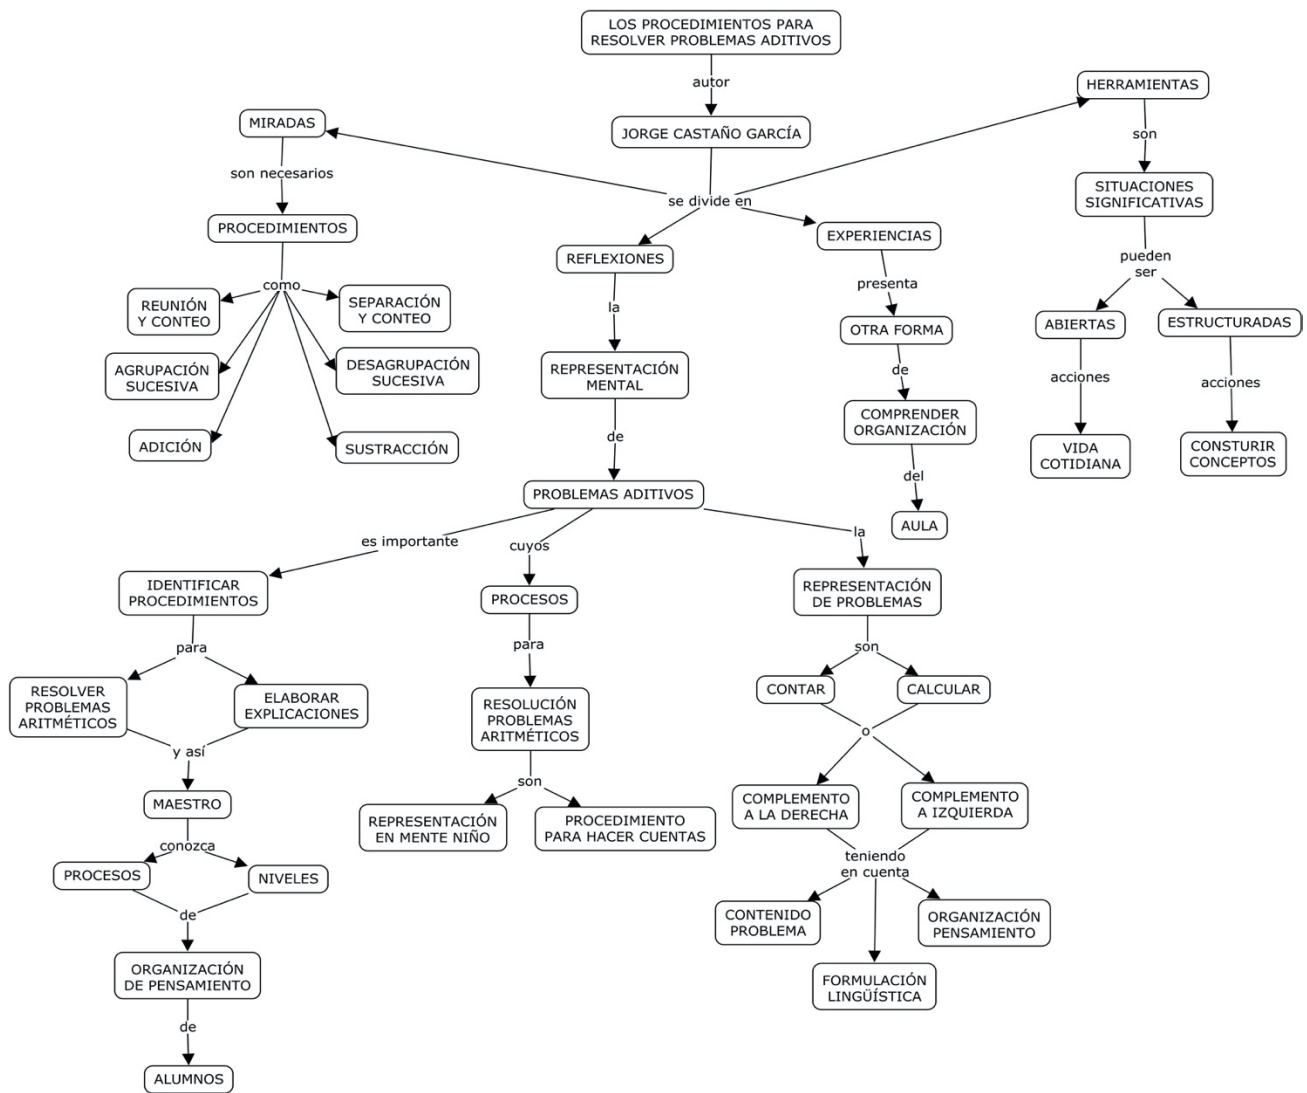 LOS PROCEDIMIENTOS PARA
RESOLVER PROBLEMAS ADITIVOS
autor
JORGE CASTAÑO GARCÍA
se divide en
MIRADAS
son necesarios
PROCEDIMIENTOS
como
REUNIÓN
Y CONTEO
SEPARACIÓN
Y CONTEO
AGRUPACIÓN
SUCESIVA
DESAGRUPACIÓN
SUCESIVA
ADICIÓN
SUSTRACCIÓN
REFLEXIONES
la
REPRESENTACIÓN
MENTAL
de
PROBLEMAS ADITIVOS
es importante
IDENTIFICAR
PROCEDIMIENTOS
para
RESOLVER
PROBLEMAS
ARITMÉTICOS
ELABORAR
EXPLICACIONES
y así
MAESTRO
conozca
PROCESOS
NIVELES
de
ORGANIZACIÓN
DE PENSAMIENTO
de
ALUMNOS
cuyos
PROCESOS
para
RESOLUCIÓN
PROBLEMAS
ARITMÉTICOS
son
REPRESENTACIÓN
EN MENTE NIÑO
PROCEDIMIENTO
PARA HACER CUENTAS
la
REPRESENTACIÓN
DE PROBLEMAS
son
CONTAR
CALCULAR
o
COMPLEMENTO
A LA DERECHA
COMPLEMENTO
A IZQUIERDA
teniendo
en cuenta
CONTENIDO
PROBLEMA
FORMULACIÓN
LINGÜÍSTICA
ORGANIZACIÓN
PENSAMIENTO
EXPERIENCIAS
presenta
OTRA FORMA
de
COMPRENDER
ORGANIZACIÓN
del
AULA
HERRAMIENTAS
son
SITUACIONES
SIGNIFICATIVAS
pueden
ser
ABIERTAS
acciones
VIDA
COTIDIANA
ESTRUCTURADAS
acciones
CONSTURIR
CONCEPTOS